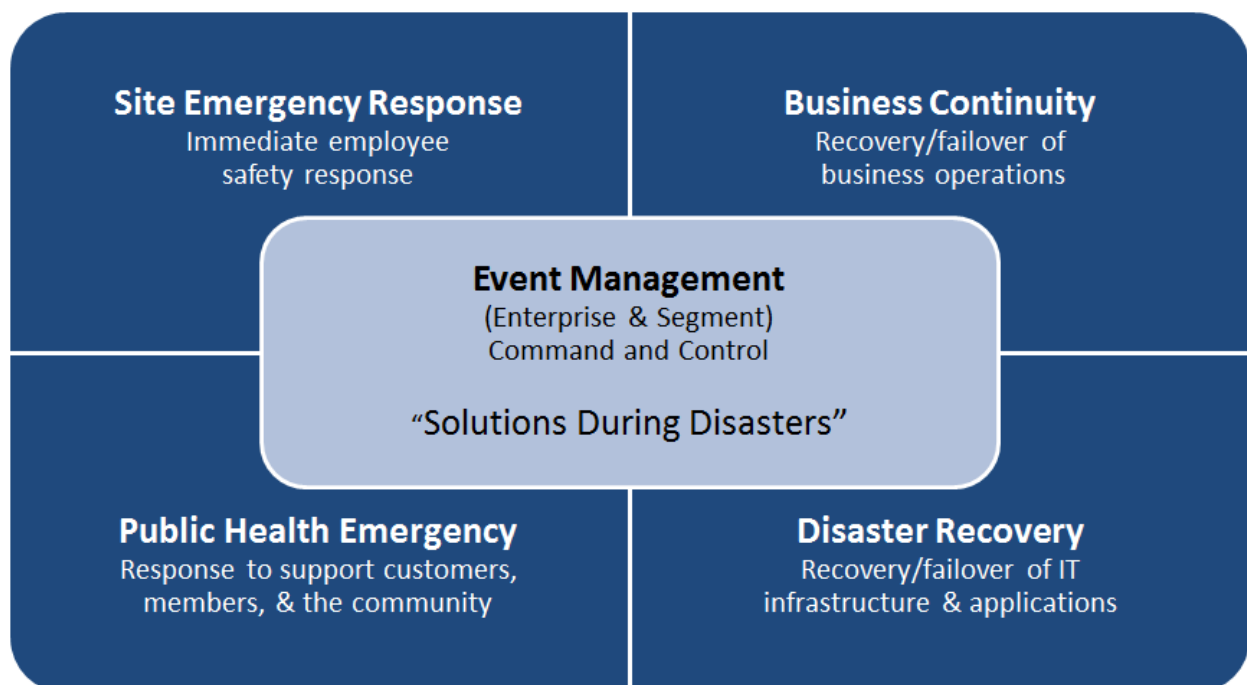 Site Emergency Response
Immediate employee
safety response
Business Continuity
Recovery/failover of
business operations
Event Management
(Enterprise & Segment)
Command and Control
“Solutions During Disasters”
Public Health Emergency
Response to support customers,
members, & the community
Disaster Recovery
Recovery/failover of IT
infrastructure & applications